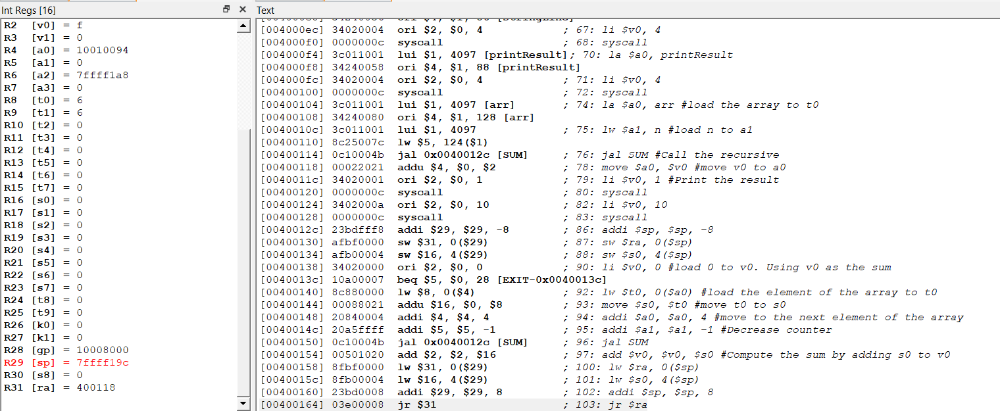 Int Regs [16]
R2 [v0] = f
R3 [v1] = 0
R4 [a0] = 10010094
R5 [a1] = 0
R6 [a2] = 7ffff1a8
R7 [a3] = 0
R8 [t0] = 6
R9 [t1] = 6
R10 [t2] = 0
R11 [t3] = 0
R12 [t4] = 0
R13 [t5] = 0
R14 [t6] = 0
R15 [t7] = 0
R16 [s0] = 0
R17 [s1] = 0
R18 [s2] = 0
R19 [s3] = 0
R20 [s4] = 0
R21 [s5] = 0
R22 [s6] = 0
R23 [s7] = 0
R24 [t8] = 0
R25 [t9] = 0
R26 [k0] = 0
R27 [k1] = 0
R28 [gp] = 10008000
R29 [sp] = 7ffff19c
R30 [s8] = 0
R31 [ra] = 400118
Text
[004000ec] 34020004 ori $2, $0, 4 ; 67: li $v0, 4
[004000f0] 0000000c syscall ; 68: syscall
[004000f4] 3c011001 lui $1, 4097 [printResult]; 70: la $a0, printResult
[004000f8] 34240058 ori $4, $1, 88 [printResult]
[004000fc] 34020004 ori $2, $0, 4 ; 71: li $v0, 4
[00400100] 0000000c syscall ; 72: syscall
[00400104] 3c011001 lui $1, 4097 [arr] ; 74: la $a0, arr #load the array to t0
[00400108] 34240080 ori $4, $1, 128 [arr]
[0040010c] 3c011001 lui $1, 4097 ; 75: lw $a1, n #load n to a1
[00400110] 8c25007c lw $5, 124($1)
[00400114] 0c10004b jal 0x0040012c [SUM] ; 76: jal SUM #Call the recursive
[00400118] 00022021 addu $4, $0, $2 ; 78: move $a0, $v0 #move v0 to a0
[0040011c] 34020001 ori $2, $0, 1 ; 79: li $v0, 1 #Print the result
[00400120] 0000000c syscall ; 80: syscall
[00400124] 3402000a ori $2, $0, 10 ; 82: li $v0, 10
[00400128] 0000000c syscall ; 83: syscall
[0040012c] 23bdfff8 addi $29, $29, -8 ; 86: addi $sp, $sp, -8
[00400130] afbf0000 sw $31, 0($29) ; 87: sw $ra, 0($sp)
[00400134] afb00004 sw $16, 4($29) ; 88: sw $s0, 4($sp)
[00400138] 34020000 ori $2, $0, 0 ; 90: li $v0, 0 #load 0 to v0. Using v0 as the sum
[0040013c] 10a00007 beq $5, $0, 28 [EXIT-0x0040013c]
[00400140] 8c880000 lw $8, 0($4) ; 92: lw $t0, 0($a0) #load the element of the array to t0
[00400144] 00088021 addu $16, $0, $8 ; 93: move $s0, $t0 #move t0 to s0
[00400148] 20840004 addi $4, $4, 4 ; 94: addi $a0, $a0, 4 #move to the next element of the array
[0040014c] 20a5ffff addi $5, $5, -1 ; 95: addi $a1, $a1, -1 #Decrease counter
[00400150] 0c10004b jal 0x0040012c [SUM] ; 96: jal SUM
[00400154] 00501020 add $2, $2, $16 ; 97: add $v0, $v0, $s0 #Compute the sum by adding s0 to v0
[00400158] 8fbf0000 lw $31, 0($29) ; 100: lw $ra, 0($sp)
[0040015c] 8fb00004 lw $16, 4($29) ; 101: lw $s0, 4($sp)
[00400160] 23bd0008 addi $29, $29, 8 ; 102: addi $sp, $sp, 8
[00400164] 03e00008 jr $31 ; 103: jr $ra